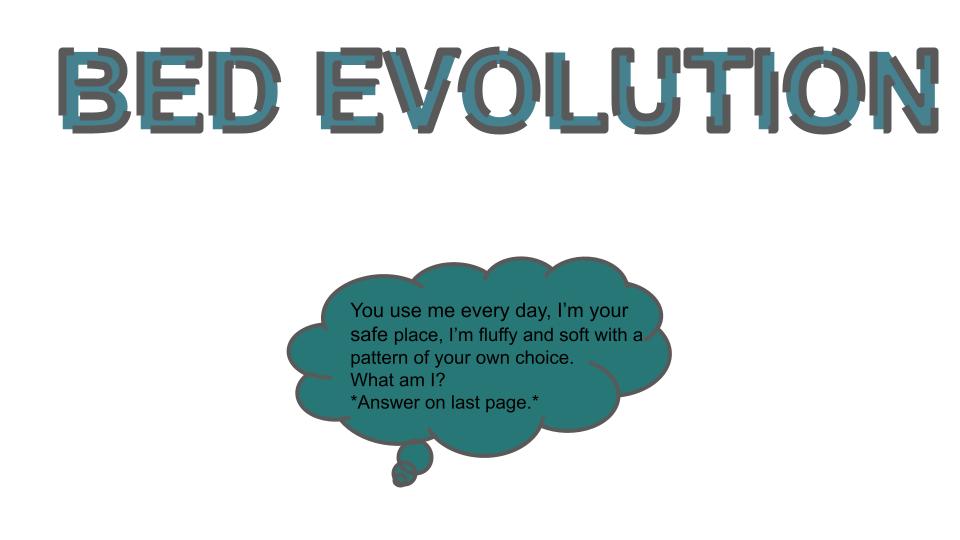 BED EVOLUTION
You use me every day, I’m your
safe place, I’m fluffy and soft with a
pattern of your own choice.
What am I?
*Answer on last page.*